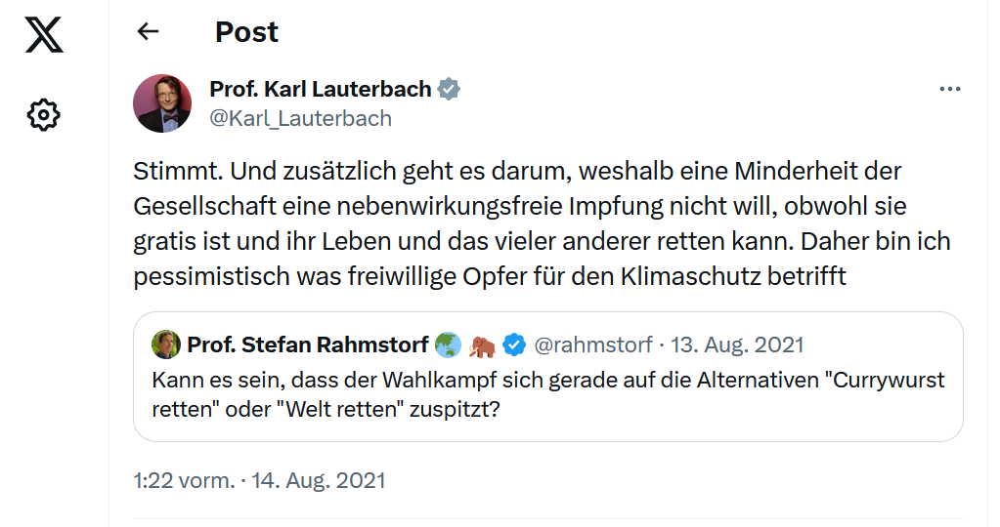 Post
Prof. Karl Lauterbach
@Karl_Lauterbach
Stimmt. Und zusätzlich geht es darum, weshalb eine Minderheit der
Gesellschaft eine nebenwirkungsfreie Impfung nicht will, obwohl sie
gratis ist und ihr Leben und das vieler anderer retten kann. Daher bin ich
pessimistisch was freiwillige Opfer für den Klimaschutz betrifft
Prof. Stefan Rahmstorf 🌏 🦣 @rahmstorf · 13. Aug. 2021
Kann es sein, dass der Wahlkampf sich gerade auf die Alternativen "Currywurst
retten" oder "Welt retten" zuspitzt?
1:22 vorm. · 14. Aug. 2021